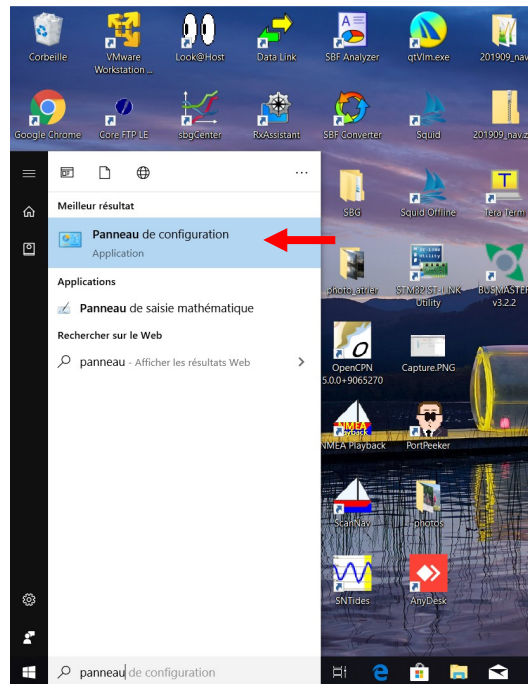 Corbeille
VMware
Workstation ...
Look@Host
Data Link
SBF Analyzer
qtVlm.exe
201909_nav
Google Chrome
Core FTP LE
sbgCenter
RxAssistant
SBF Converter
Squid
201909_nav.z
Meilleur résultat
Panneau de configuration
Application
Applications
Panneau de saisie mathématique
Rechercher sur le Web
panneau - Afficher les résultats Web
SBG
Squid Offline
Tera Term
photo_atrier
STM32 ST-LINK
Utility
BUSMASTER
v3.2.2
OpenCPN
5.0.0+9065270
Capture.PNG
NMEA Playback
PortPeeker
ScanNav
photos
SNTides
AnyDesk
panneau de configuration